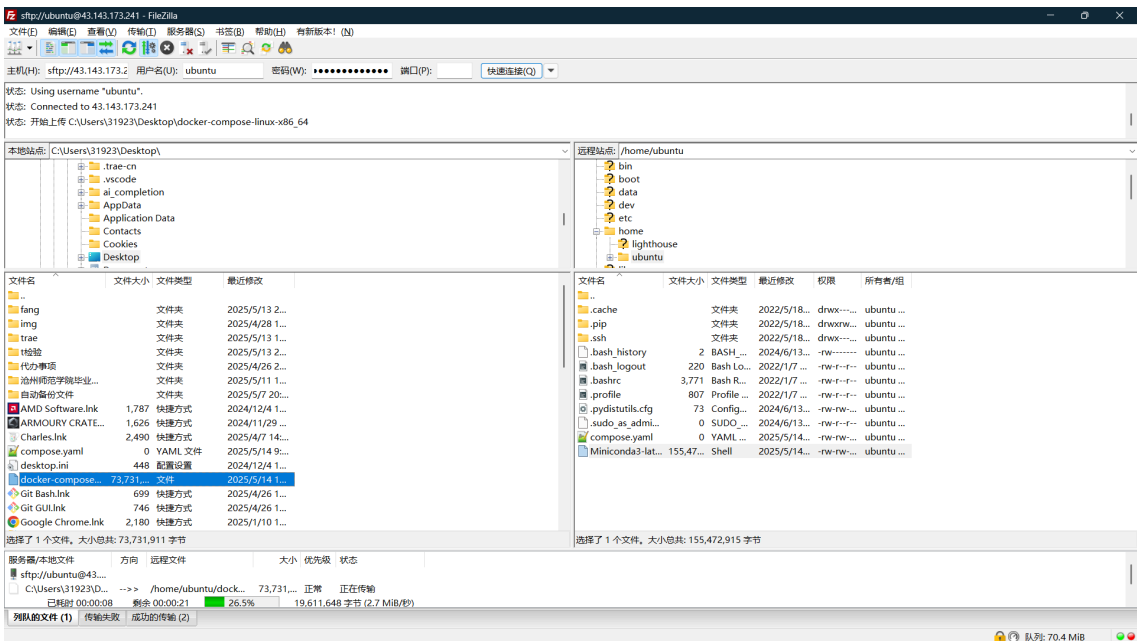 sftp://ubuntu@43.143.173.241 - FileZilla
文件(F) 编辑(E) 查看(V) 传输(T) 服务器(S) 书签(B) 帮助(H) 有新版本! (N)
主机(H): sftp://43.143.173.2 用户名(U): ubuntu 密码(W): ●●●●●●●●●●●●● 端口(P): 快速连接(Q)
状态: Using username "ubuntu".
状态: Connected to 43.143.173.241
状态: 开始上传 C:\Users\31923\Desktop\docker-compose-linux-x86_64
本地站点: C:\Users\31923\Desktop\
.trae-cn
.vscode
ai_completion
AppData
Application Data
Contacts
Cookies
Desktop
远程站点: /home/ubuntu
bin
boot
data
dev
etc
home
lighthouse
ubuntu
文件名 文件大小 文件类型 最近修改
..
fang 文件夹 2025/5/13 2...
img 文件夹 2025/4/28 1...
trae 文件夹 2025/5/13 1...
t检验 文件夹 2025/5/13 2...
代办事项 文件夹 2025/4/26 2...
沧州师范学院毕业... 文件夹 2025/5/11 1...
自动备份文件 文件夹 2025/5/7 20:...
AMD Software.lnk 1,787 快捷方式 2024/12/4 1...
ARMOURY CRATE... 1,626 快捷方式 2024/11/29 ...
Charles.lnk 2,490 快捷方式 2025/4/7 14:...
compose.yaml 0 YAML 文件 2025/5/14 9:...
desktop.ini 448 配置设置 2024/12/4 1...
docker-compose... 73,731,... 文件 2025/5/14 1...
Git Bash.lnk 699 快捷方式 2025/4/26 1...
Git GUI.lnk 746 快捷方式 2025/4/26 1...
Google Chrome.lnk 2,180 快捷方式 2025/1/10 1...
选择了 1 个文件。大小总共: 73,731,911 字节
文件名 文件大小 文件类型 最近修改 权限 所有者/组
..
.cache 文件夹 2022/5/18... drwx---... ubuntu ...
.pip 文件夹 2022/5/18... drwxrw... ubuntu ...
.ssh 文件夹 2022/5/18... drwx---... ubuntu ...
.bash_history 2 BASH_... 2024/6/13... -rw------- ubuntu ...
.bash_logout 220 Bash Lo... 2022/1/7 ... -rw-r--r-- ubuntu ...
.bashrc 3,771 Bash R... 2022/1/7 ... -rw-r--r-- ubuntu ...
.profile 807 Profile ... 2022/1/7 ... -rw-r--r-- ubuntu ...
.pydistutils.cfg 73 Config... 2024/6/13... -rw-rw-... ubuntu ...
.sudo_as_admi... 0 SUDO_... 2024/6/13... -rw-r--r-- ubuntu ...
compose.yaml 0 YAML ... 2025/5/14... -rw-rw-... ubuntu ...
Miniconda3-lat... 155,47... Shell 2025/5/14... -rw-rw-... ubuntu ...
选择了 1 个文件。大小总共: 155,472,915 字节
服务器/本地文件 方向 远程文件 大小 优先级 状态
sftp://ubuntu@43....
C:\Users\31923\D... -->> /home/ubuntu/dock... 73,731,... 正常 正在传输
已耗时 00:00:08 剩余 00:00:21 26.5% 19,611,648 字节 (2.7 MiB/秒)
列队的文件 (1) 传输失败 成功的传输 (2)
队列: 70.4 MiB